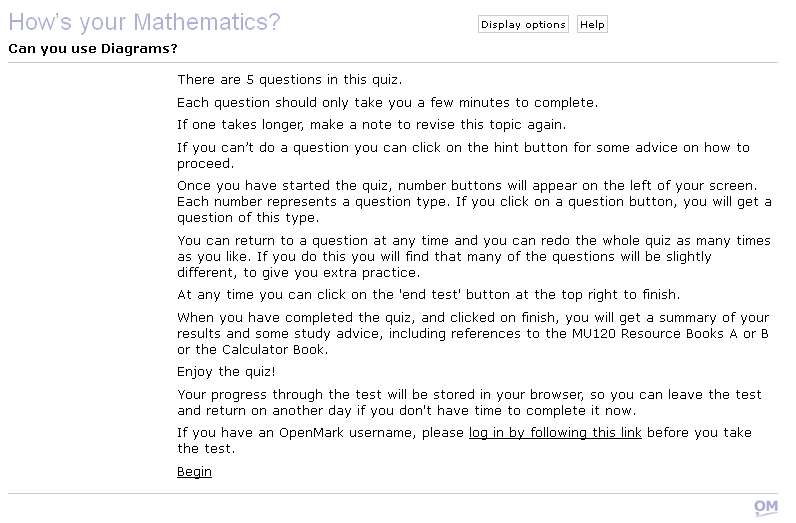 How's your Mathematics?
Display options
Help
Can you use Diagrams?
There are 5 questions in this quiz.
Each question should only take you a few minutes to complete.
If one takes longer, make a note to revise this topic again.
If you can't do a question you can click on the hint button for some advice on how to
proceed.
Once you have started the quiz, number buttons will appear on the left of your screen.
Each number represents a question type. If you click on a question button, you will get a
question of this type.
You can return to a question at any time and you can redo the whole quiz as many times
as you like. If you do this you will find that many of the questions will be slightly
different, to give you extra practice.
At any time you can click on the 'end test' button at the top right to finish.
When you have completed the quiz, and clicked on finish, you will get a summary of your
results and some study advice, including references to the MU120 Resource Books A or B
or the Calculator Book.
Enjoy the quiz!
Your progress through the test will be stored in your browser, so you can leave the test
and return on another day if you don't have time to complete it now.
If you have an OpenMark username, please log in by following this link before you take
the test.
Begin
OM